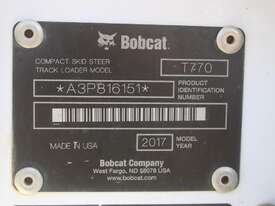 Bobcat
COMPACT SKID STEER
TRACK LOADER MODEL T770
*A3P816151* PRODUCT IDENTIFICATION NUMBER
MADE IN USA 2017 MODEL YEAR
Bobcat Company
West Fargo, ND 58078 USA
www.bobcat.com